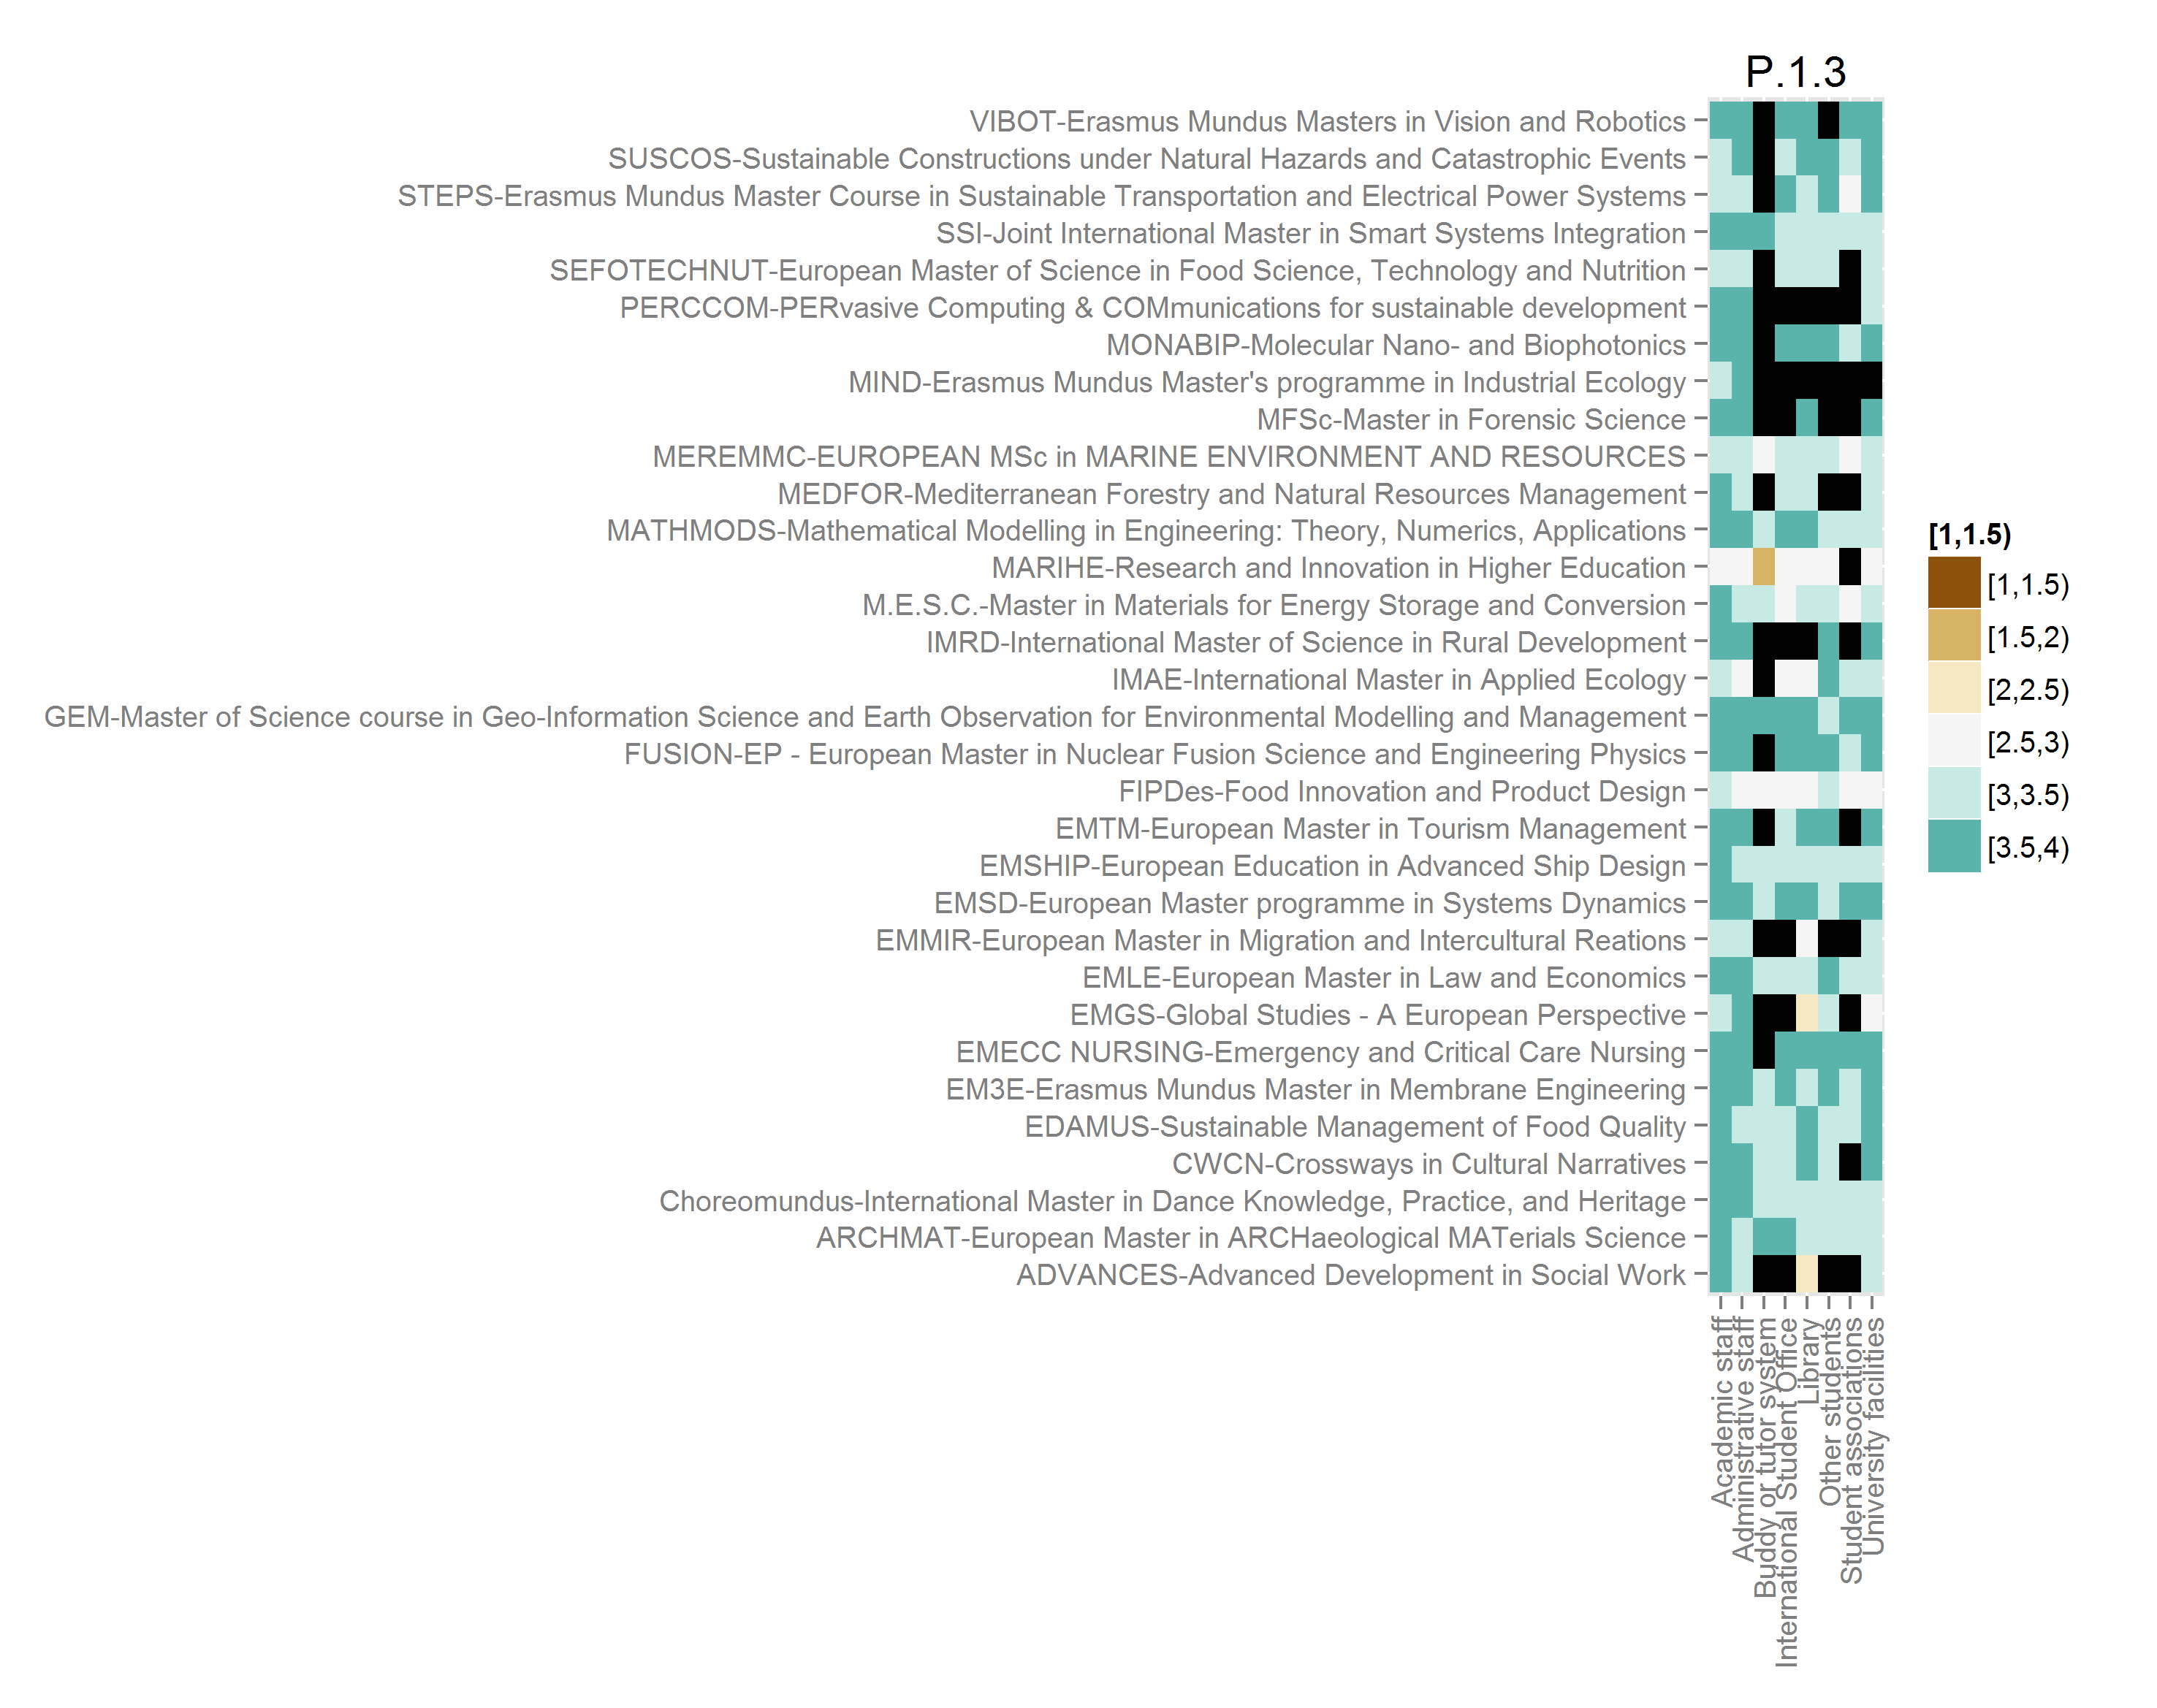 P.1.3
VIBOT-Erasmus Mundus Masters in Vision and Robotics
SUSCOS-Sustainable Constructions under Natural Hazards and Catastrophic Events
STEPS-Erasmus Mundus Master Course in Sustainable Transportation and Electrical Power Systems
SSI-Joint International Master in Smart Systems Integration
SEFOTECHNUT-European Master of Science in Food Science, Technology and Nutrition
PERCCOM-PERvasive Computing & COMmunications for sustainable development
MONABIP-Molecular Nano- and Biophotonics
MIND-Erasmus Mundus Master's programme in Industrial Ecology
MFSc-Master in Forensic Science
MEREMMC-EUROPEAN MSc in MARINE ENVIRONMENT AND RESOURCES
MEDFOR-Mediterranean Forestry and Natural Resources Management
MATHMODS-Mathematical Modelling in Engineering: Theory, Numerics, Applications
MARIHE-Research and Innovation in Higher Education
M.E.S.C.-Master in Materials for Energy Storage and Conversion
IMRD-International Master of Science in Rural Development
IMAE-International Master in Applied Ecology
GEM-Master of Science course in Geo-Information Science and Earth Observation for Environmental Modelling and Management
FUSION-EP - European Master in Nuclear Fusion Science and Engineering Physics
FIPDes-Food Innovation and Product Design
EMTM-European Master in Tourism Management
EMSHIP-European Education in Advanced Ship Design
EMSD-European Master programme in Systems Dynamics
EMMIR-European Master in Migration and Intercultural Reations
EMLE-European Master in Law and Economics
EMGS-Global Studies - A European Perspective
EMECC NURSING-Emergency and Critical Care Nursing
EM3E-Erasmus Mundus Master in Membrane Engineering
EDAMUS-Sustainable Management of Food Quality
CWCN-Crossways in Cultural Narratives
Choreomundus-International Master in Dance Knowledge, Practice, and Heritage
ARCHMAT-European Master in ARCHaeological MATerials Science
ADVANCES-Advanced Development in Social Work
Academic staff
Administrative staff
Buddy or tutor system
International Student Office
Library
Other students
Student associations
University facilities
[1,1.5)
[1,1.5)
[1.5,2)
[2,2.5)
[2.5,3)
[3,3.5)
[3.5,4)